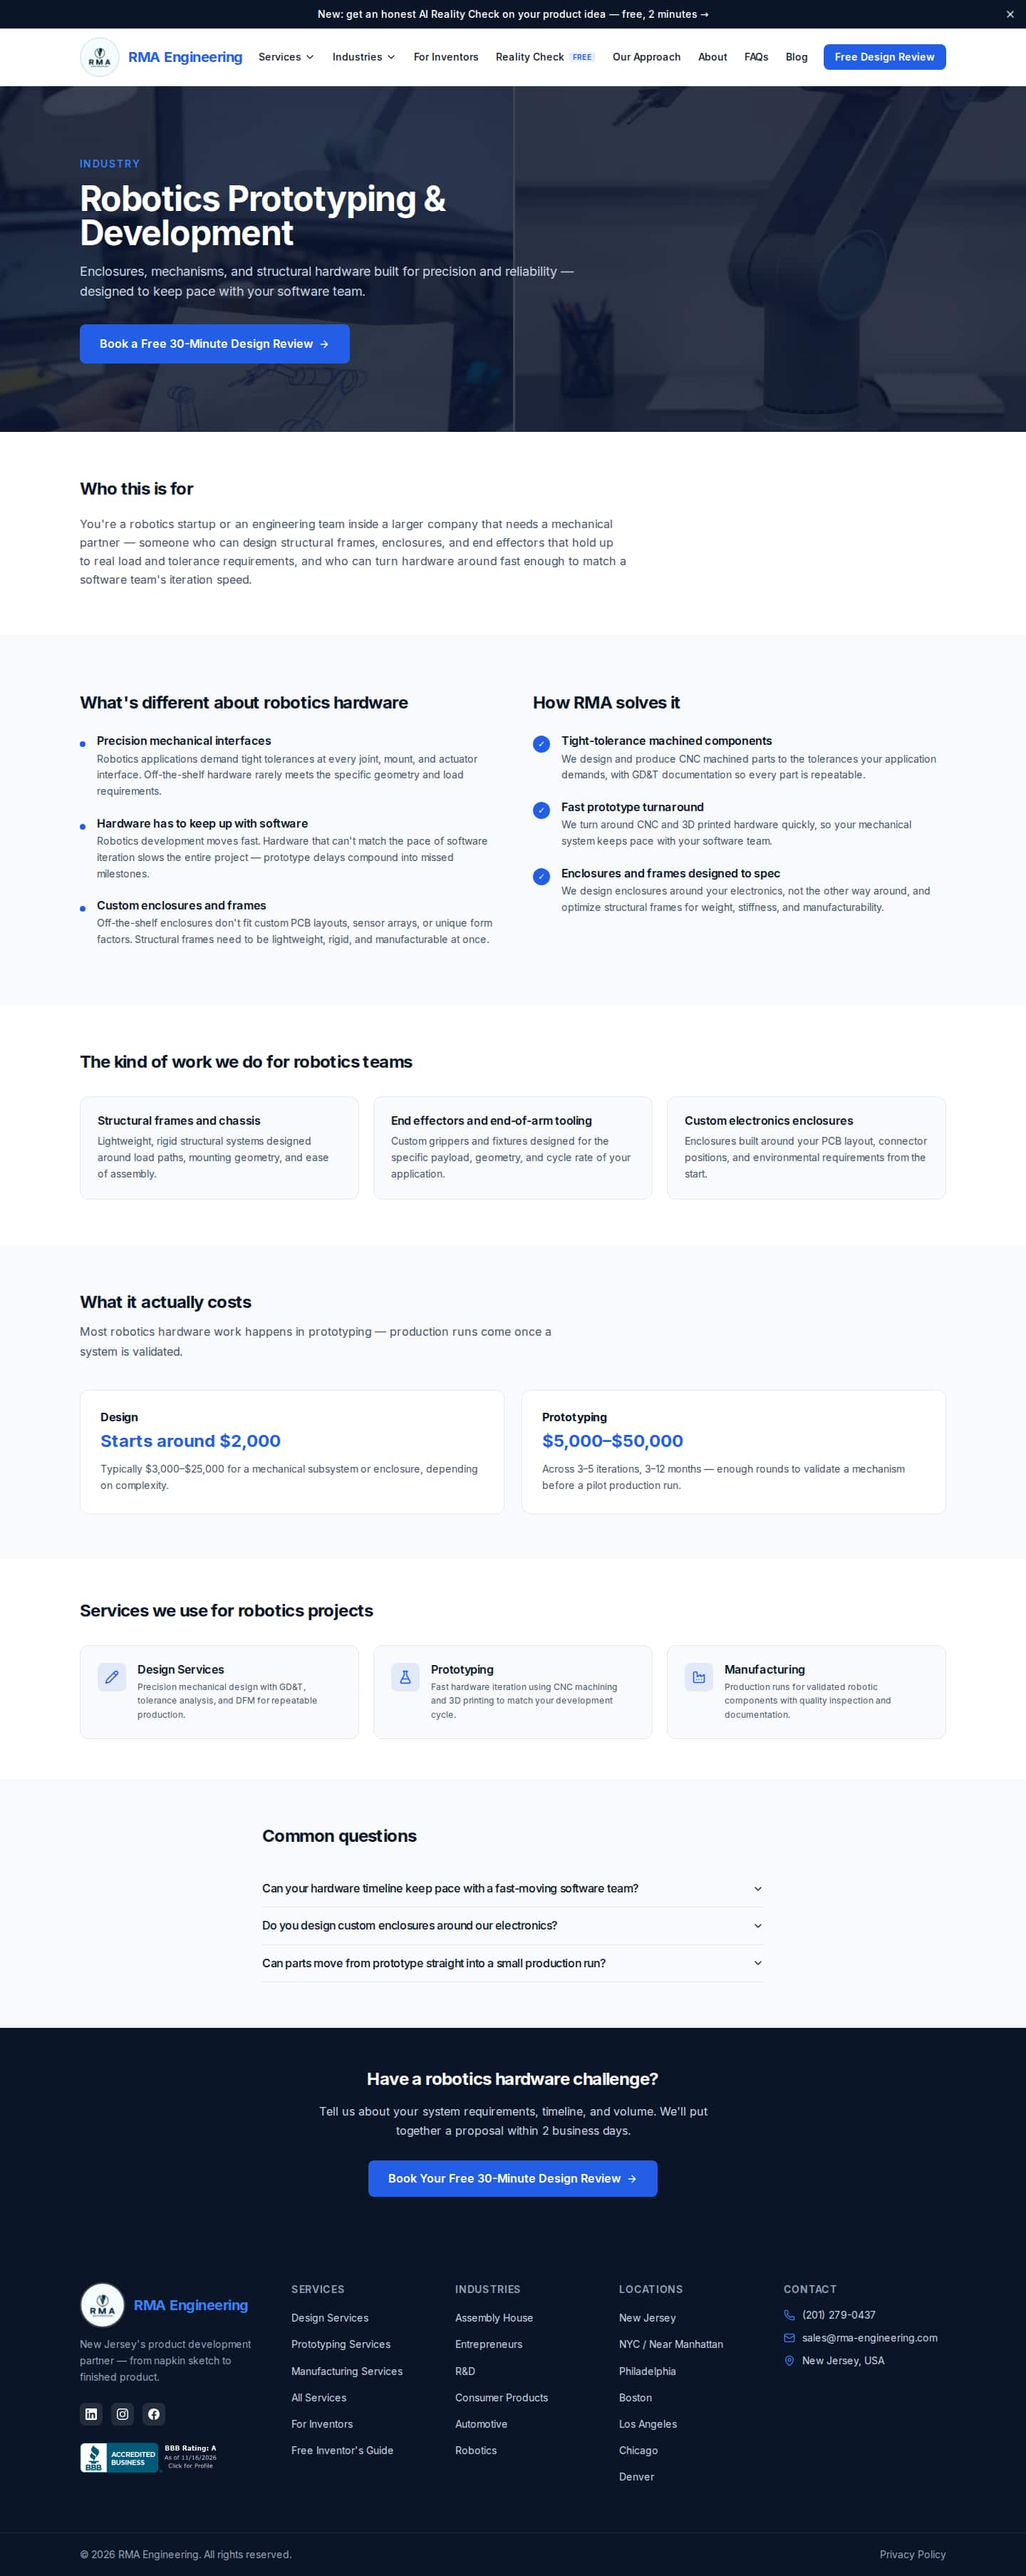 New: get an honest AI Reality Check on your product idea — free, 2 minutes →
✕
RMA
RMA Engineering
Services
Industries
For Inventors
Reality Check FREE
Our Approach
About
FAQs
Blog
Free Design Review
INDUSTRY
Robotics Prototyping &
Development
Enclosures, mechanisms, and structural hardware built for precision and reliability —
designed to keep pace with your software team.
Book a Free 30-Minute Design Review →
Who this is for
You're a robotics startup or an engineering team inside a larger company that needs a mechanical
partner — someone who can design structural frames, enclosures, and end effectors that hold up
to real load and tolerance requirements, and who can turn hardware around fast enough to match a
software team's iteration speed.
What's different about robotics hardware
Precision mechanical interfaces
Robotics applications demand tight tolerances at every joint, mount, and actuator
interface. Off-the-shelf hardware rarely meets the specific geometry and load
requirements.
Hardware has to keep up with software
Robotics development moves fast. Hardware that can't match the pace of software
iteration slows the entire project — prototype delays compound into missed
milestones.
Custom enclosures and frames
Off-the-shelf enclosures don't fit custom PCB layouts, sensor arrays, or unique form
factors. Structural frames need to be lightweight, rigid, and manufacturable at once.
How RMA solves it
✓ Tight-tolerance machined components
We design and produce CNC machined parts to the tolerances your application
demands, with GD&T documentation so every part is repeatable.
✓ Fast prototype turnaround
We turn around CNC and 3D printed hardware quickly, so your mechanical
system keeps pace with your software team.
✓ Enclosures and frames designed to spec
We design enclosures around your electronics, not the other way around, and
optimize structural frames for weight, stiffness, and manufacturability.
The kind of work we do for robotics teams
Structural frames and chassis
Lightweight, rigid structural systems designed
around load paths, mounting geometry, and ease
of assembly.
End effectors and end-of-arm tooling
Custom grippers and fixtures designed for the
specific payload, geometry, and cycle rate of your
application.
Custom electronics enclosures
Enclosures built around your PCB layout, connector
positions, and environmental requirements from the
start.
What it actually costs
Most robotics hardware work happens in prototyping — production runs come once a
system is validated.
Design
Starts around $2,000
Typically $3,000–$25,000 for a mechanical subsystem or enclosure, depending
on complexity.
Prototyping
$5,000–$50,000
Across 3–5 iterations, 3–12 months — enough rounds to validate a mechanism
before a pilot production run.
Services we use for robotics projects
Design Services
Precision mechanical design with GD&T,
tolerance analysis, and DFM for repeatable
production.
Prototyping
Fast hardware iteration using CNC machining
and 3D printing to match your development
cycle.
Manufacturing
Production runs for validated robotic
components with quality inspection and
documentation.
Common questions
Can your hardware timeline keep pace with a fast-moving software team?
Do you design custom enclosures around our electronics?
Can parts move from prototype straight into a small production run?
Have a robotics hardware challenge?
Tell us about your system requirements, timeline, and volume. We'll put
together a proposal within 2 business days.
Book Your Free 30-Minute Design Review →
RMA
RMA Engineering
New Jersey's product development
partner — from napkin sketch to
finished product.
BBB
ACCREDITED
BUSINESS
BBB Rating: A
As of 11/16/2026
Click for Profile
SERVICES
Design Services
Prototyping Services
Manufacturing Services
All Services
For Inventors
Free Inventor's Guide
INDUSTRIES
Assembly House
Entrepreneurs
R&D
Consumer Products
Automotive
Robotics
LOCATIONS
New Jersey
NYC / Near Manhattan
Philadelphia
Boston
Los Angeles
Chicago
Denver
CONTACT
(201) 279-0437
sales@rma-engineering.com
New Jersey, USA
© 2026 RMA Engineering. All rights reserved.
Privacy Policy